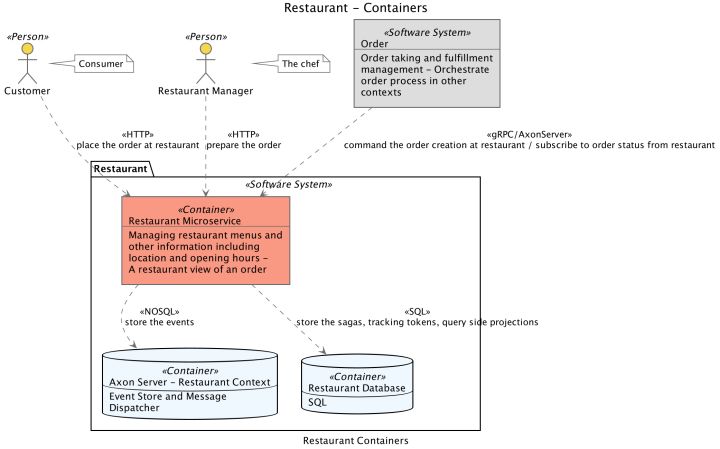 Restaurant – Containers
«Person»
Customer
Consumer
«Person»
Restaurant Manager
The chef
«Software System»
Order
Order taking and fulfillment
management – Orchestrate
order process in other
contexts
«HTTP»
place the order at restaurant
«HTTP»
prepare the order
«gRPC/AxonServer»
command the order creation at restaurant / subscribe to order status from restaurant
Restaurant
«Software System»
«Container»
Restaurant Microservice
Managing restaurant menus and
other information including
location and opening hours –
A restaurant view of an order
«NOSQL»
store the events
«SQL»
store the sagas, tracking tokens, query side projections
«Container»
Axon Server – Restaurant Context
Event Store and Message
Dispatcher
«Container»
Restaurant Database
SQL
Restaurant Containers